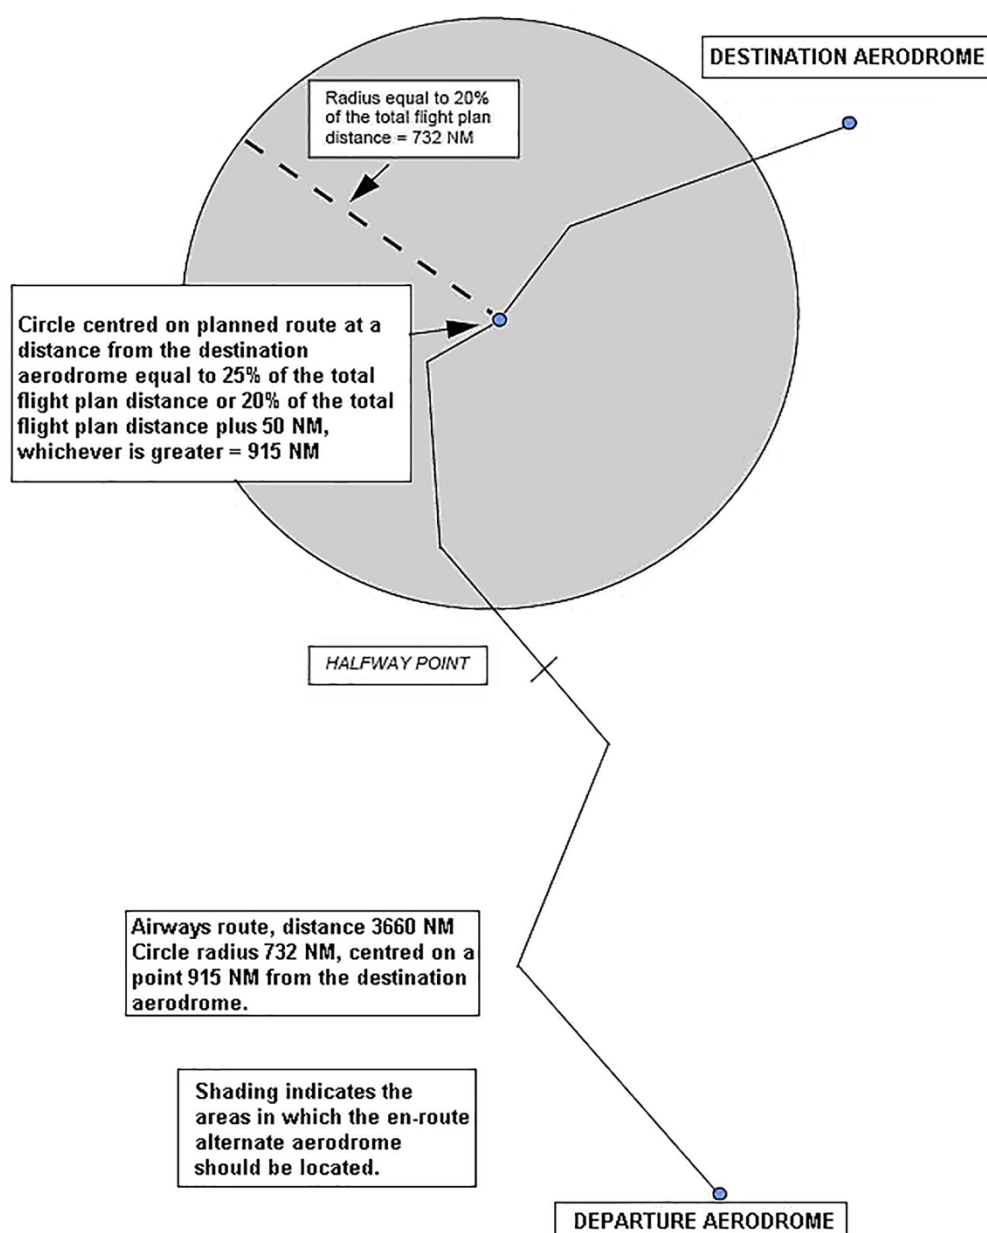 DESTINATION AERODROME
Radius equal to 20%
of the total flight plan
distance = 732 NM
Circle centred on planned route at a
distance from the destination
aerodrome equal to 25% of the total
flight plan distance or 20% of the total
flight plan distance plus 50 NM,
whichever is greater = 915 NM
HALFWAY POINT
Airways route, distance 3660 NM
Circle radius 732 NM, centred on a
point 915 NM from the destination
aerodrome.
Shading indicates the
areas in which the en-route
alternate aerodrome
should be located.
DEPARTURE AERODROME